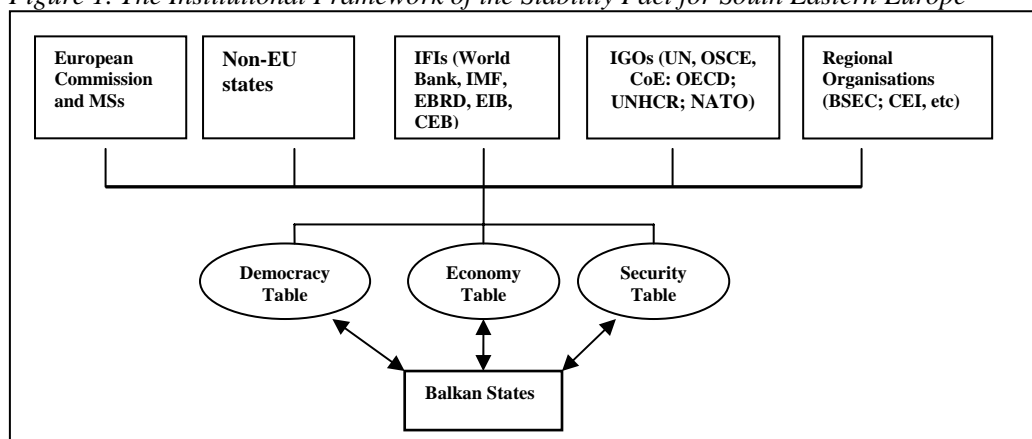 Figure 1. The Institutional Framework of the Stability Pact for South Eastern Europe
European
Commission
and MSs
Non-EU
states
IFIs (World
Bank, IMF,
EBRD, EIB,
CEB)
IGOs (UN, OSCE,
CoE: OECD;
UNHCR; NATO)
Regional
Organisations
(BSEC; CEI, etc)
Democracy
Table
Economy
Table
Security
Table
Balkan States